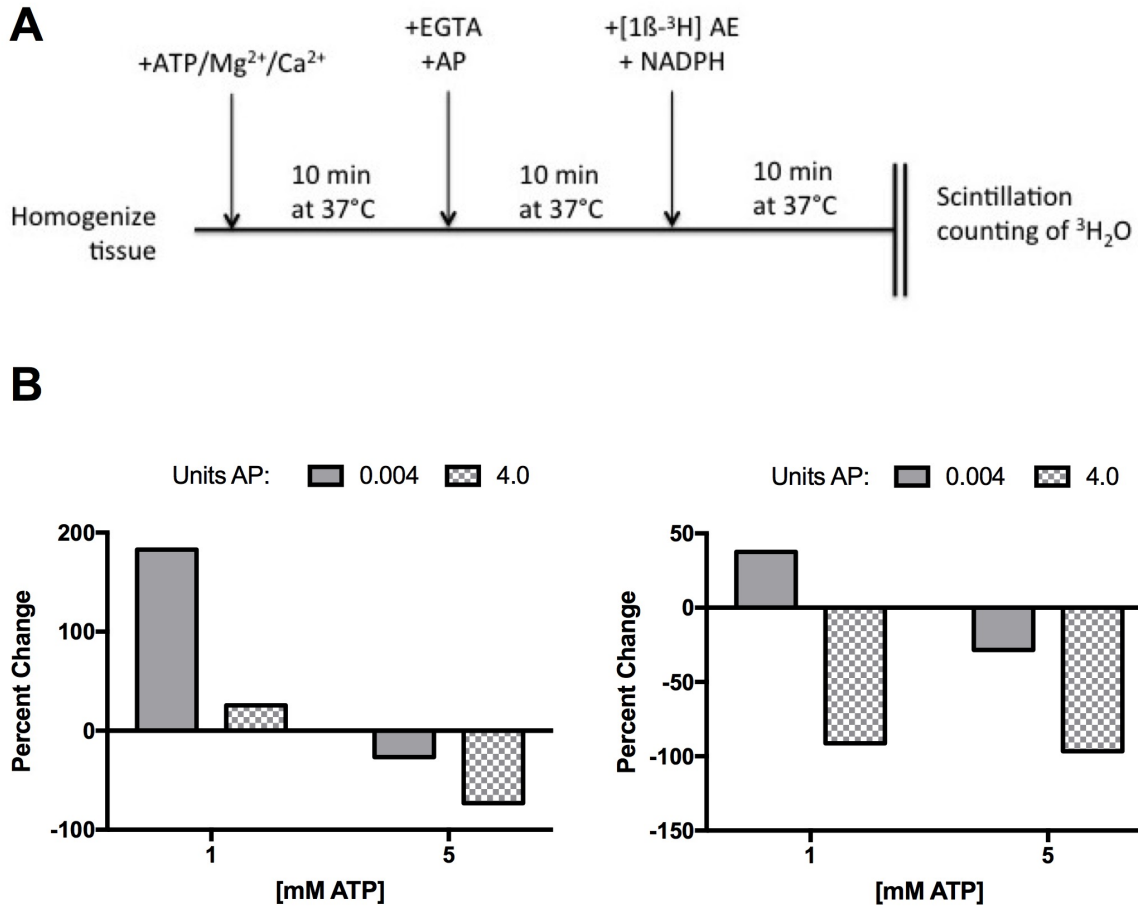 A
+ATP/Mg²⁺/Ca²⁺
+EGTA
+AP
+[1ß-³H] AE
+ NADPH
10 min
at 37°C
10 min
at 37°C
10 min
at 37°C
Homogenize
tissue
Scintillation
counting of ³H₂O
B
Units AP: 0.004 4.0
Percent Change
200
100
0
-100
1 5
[mM ATP]
Units AP: 0.004 4.0
Percent Change
50
0
-50
-100
-150
1 5
[mM ATP]